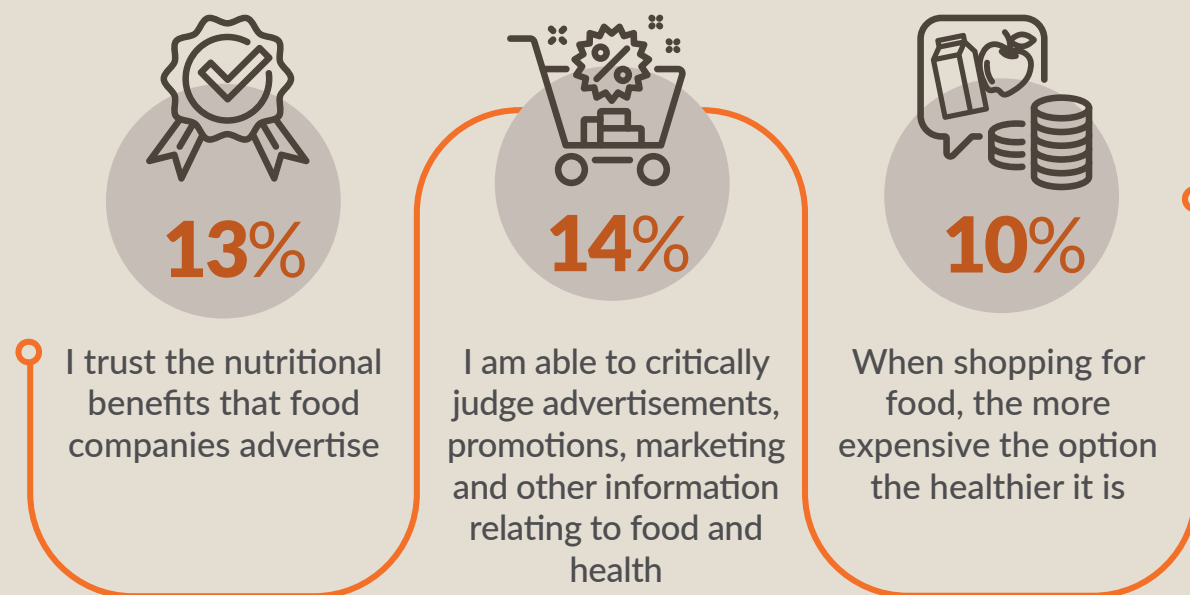 13%
I trust the nutritional
benefits that food
companies advertise
14%
I am able to critically
judge advertisements,
promotions, marketing
and other information
relating to food and
health
10%
When shopping for
food, the more
expensive the option
the healthier it is